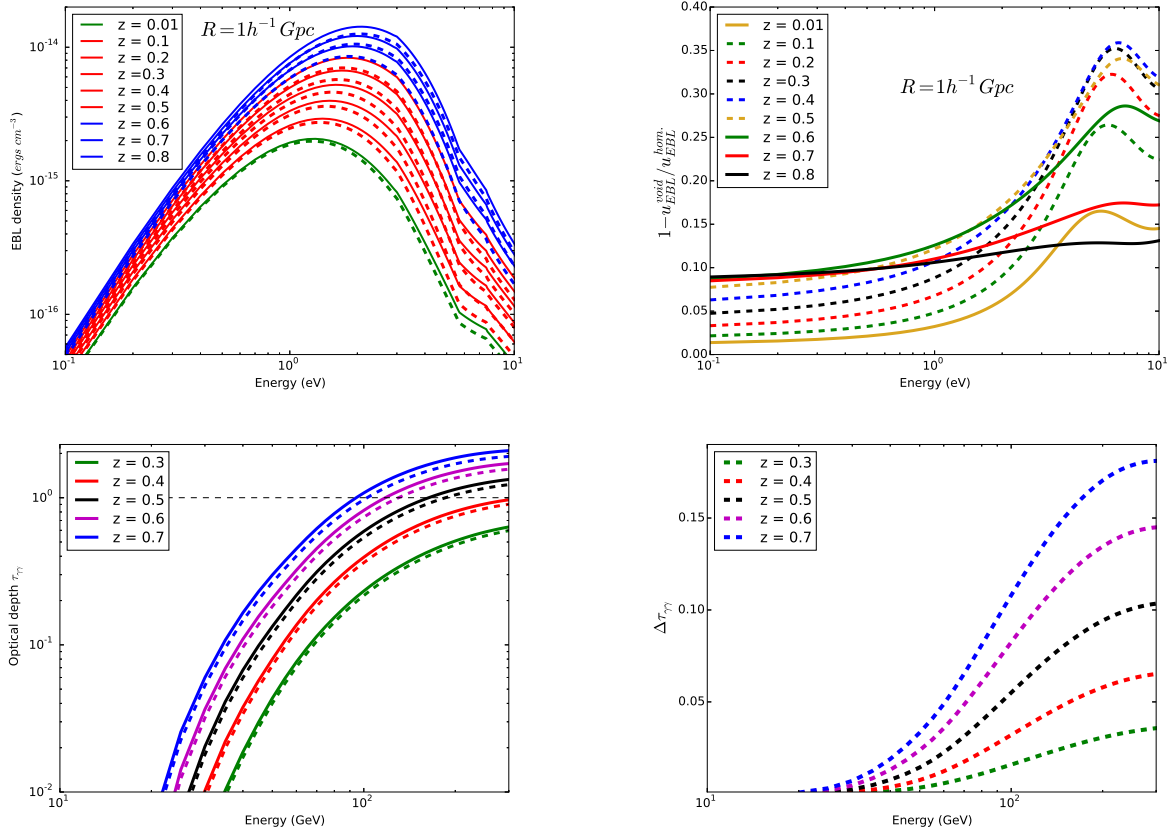 R = 1h⁻¹ Gpc
z = 0.01
z = 0.1
z = 0.2
z =0.3
z = 0.4
z = 0.5
z = 0.6
z = 0.7
z = 0.8
10⁻¹⁴
10⁻¹⁵
10⁻¹⁶
EBL density (ergs cm⁻³)
10⁻¹
10⁰
10¹
Energy (eV)
R = 1h⁻¹ Gpc
z = 0.01
z = 0.1
z = 0.2
z =0.3
z = 0.4
z = 0.5
z = 0.6
z = 0.7
z = 0.8
0.40
0.35
0.30
0.25
0.20
0.15
0.10
0.05
0.00
1−u_{EBL}^{void}/u_{EBL}^{hom.}
10⁻¹
10⁰
10¹
Energy (eV)
z = 0.3
z = 0.4
z = 0.5
z = 0.6
z = 0.7
10⁰
10⁻¹
10⁻²
Optical depth τγγ
10¹
10²
Energy (GeV)
z = 0.3
z = 0.4
z = 0.5
z = 0.6
z = 0.7
0.15
0.10
0.05
Δτγγ
10¹
10²
Energy (GeV)